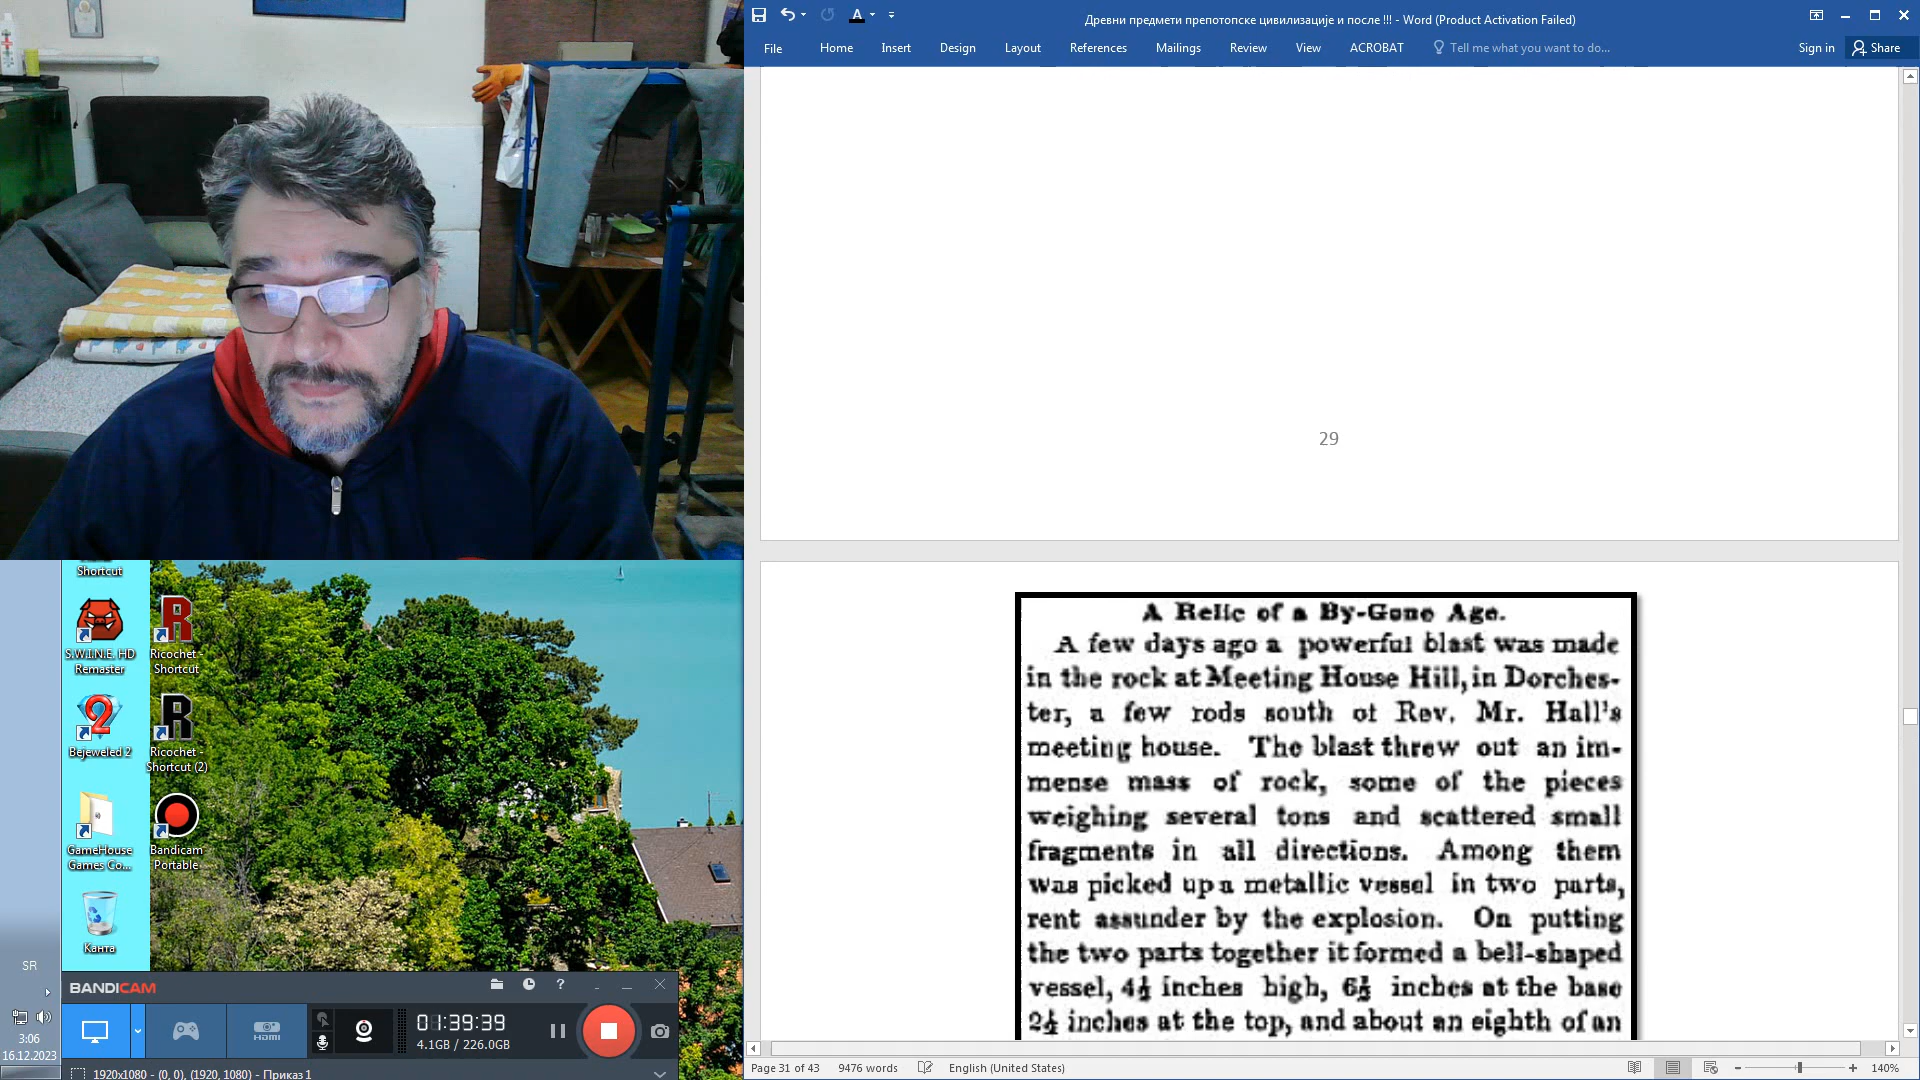 Древни предмети препотопске цивилизације и после !!! - Word (Product Activation Failed)
File Home Insert Design Layout References Mailings Review View ACROBAT Tell me what you want to do... Sign in Share
29
A Relic of a By-Gone Age.
A few days ago a powerful blast was made
in the rock at Meeting House Hill, in Dorches-
ter, a few rods south of Rev. Mr. Hall's
meeting house. The blast threw out an im-
mense mass of rock, some of the pieces
weighing several tons and scattered small
fragments in all directions. Among them
was picked up a metallic vessel in two parts,
rent assunder by the explosion. On putting
the two parts together it formed a bell-shaped
vessel, 4½ inches high, 6½ inches at the base
2½ inches at the top, and about an eighth of an
Page 31 of 43 9476 words English (United States) 140%
Shortcut
S.W.I.N.E. HD
Remaster
Ricochet -
Shortcut
Bejeweled 2
Ricochet -
Shortcut (2)
GameHouse
Games Co...
Bandicam
Portable
Канта
SR
3:06
16.12.2023
BANDICAM
HDMI
01:39:39
4.1GB / 226.0GB
1920x1080 - (0, 0), (1920, 1080) - Приказ 1